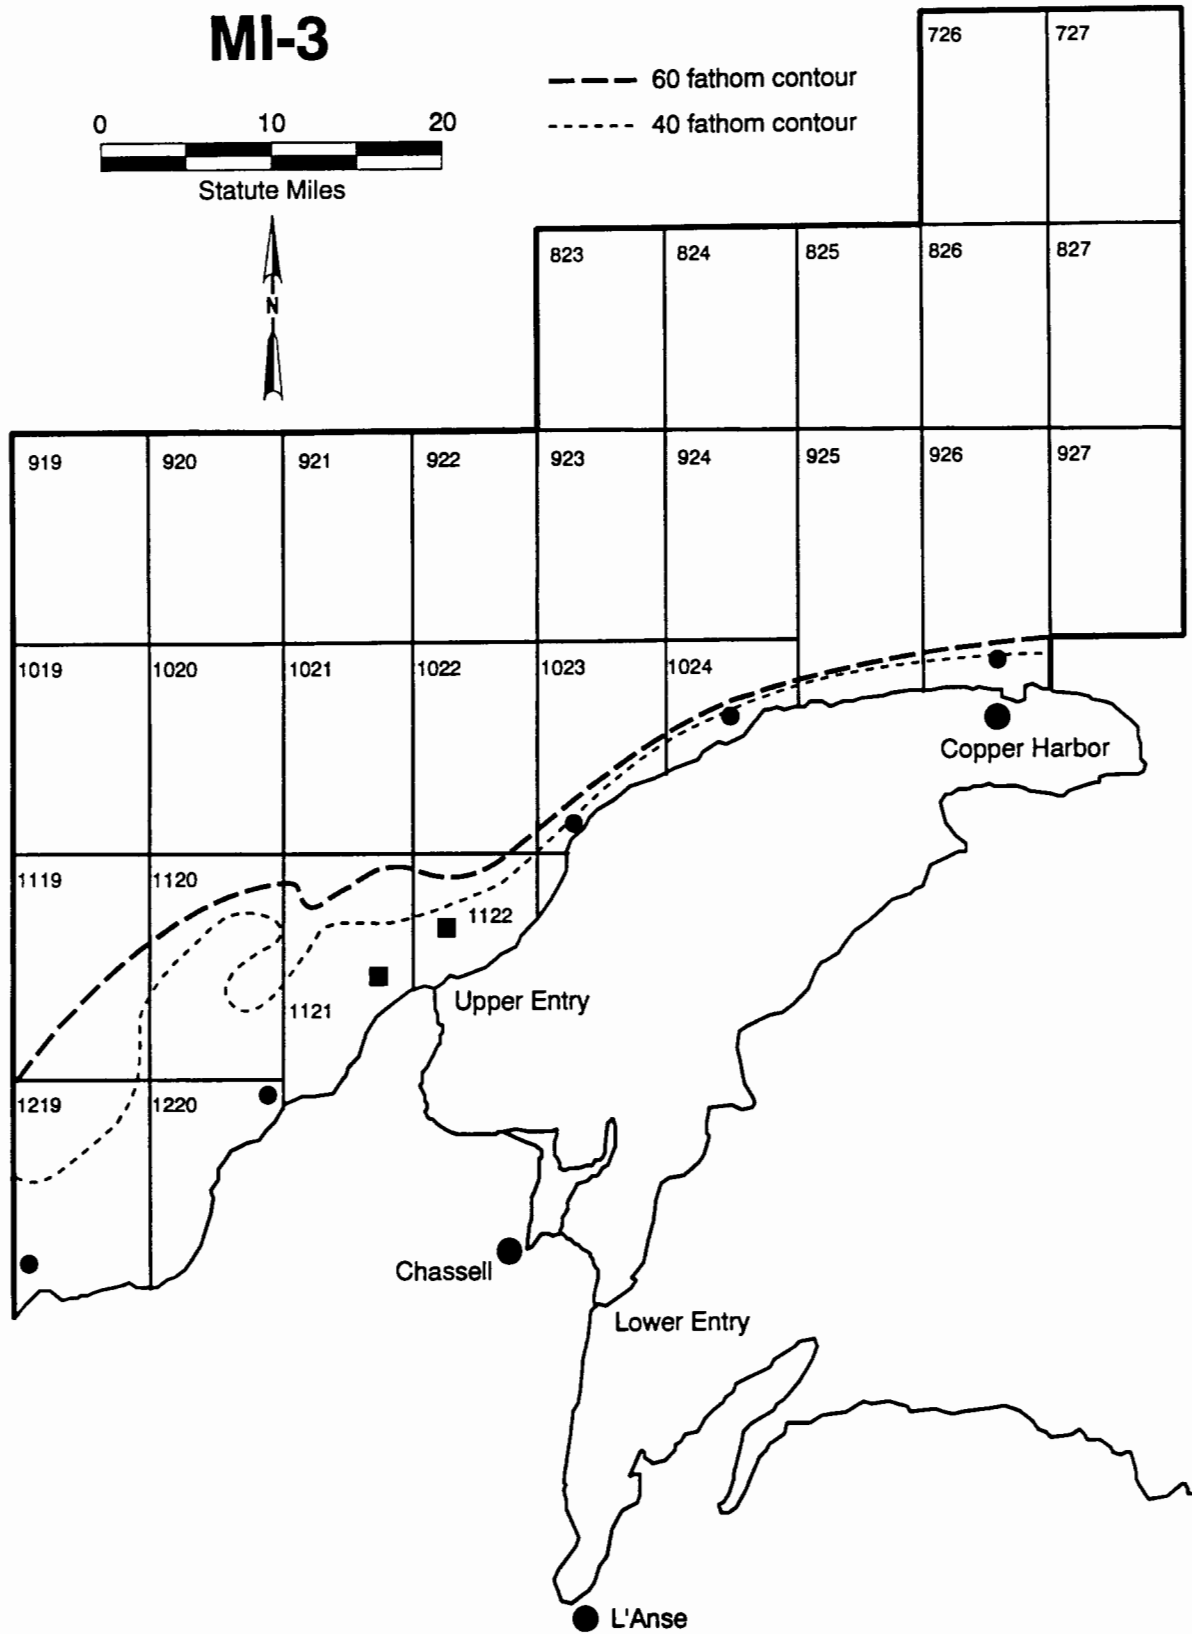 MI-3
0 10 20
Statute Miles
N
60 fathom contour
40 fathom contour
726 727
823 824 825 826 827
919 920 921 922 923 924 925 926 927
1019 1020 1021 1022 1023 1024
Copper Harbor
1119 1120
1122
Upper Entry
1121
1219 1220
Chassell
Lower Entry
L'Anse